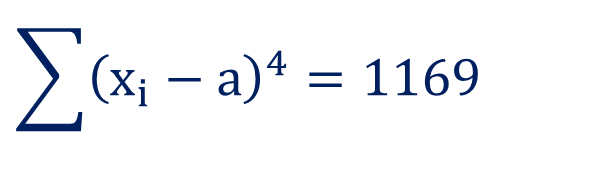 ∑(xᵢ − a)⁴ = 1169